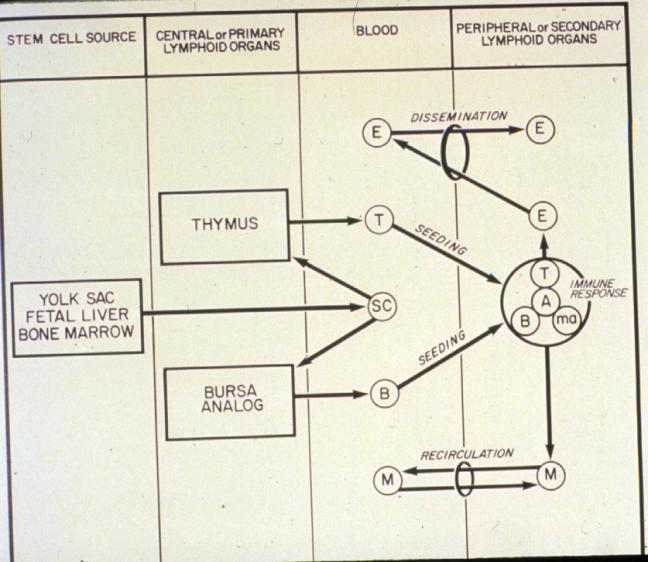 STEM CELL SOURCE
CENTRAL or PRIMARY
LYMPHOID ORGANS
BLOOD
PERIPHERAL or SECONDARY
LYMPHOID ORGANS
DISSEMINATION
E
E
THYMUS
T
SEEDING
E
YOLK SAC
FETAL LIVER
BONE MARROW
SC
T
A
B
ma
IMMUNE
RESPONSE
SEEDING
BURSA
ANALOG
B
RECIRCULATION
M
M